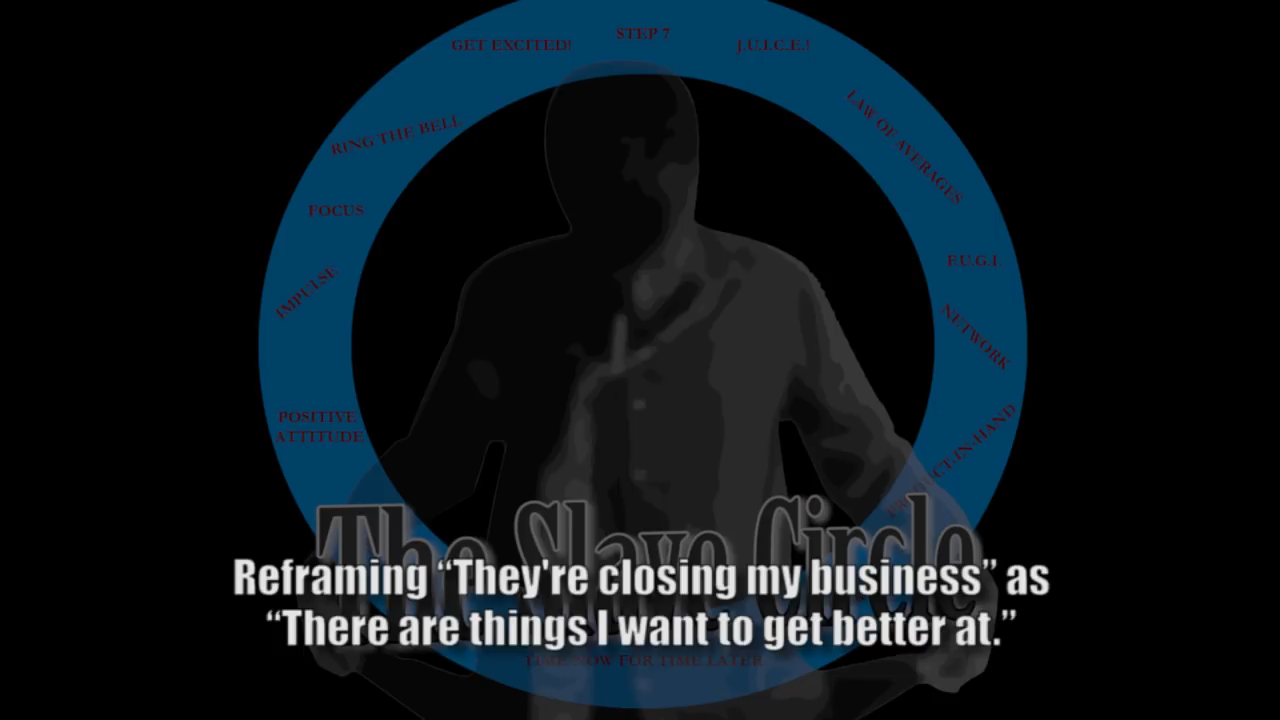 STEP 7
GET EXCITED!
J.U.I.C.E.!
RING THE BELL
LAW OF AVERAGES
FOCUS
F.U.G.I.
IMPULSE
NETWORK
POSITIVE
ATTITUDE
The Slave Circle
Reframing “They're closing my business” as
“There are things I want to get better at.”
TIME NOW FOR TIME LATER